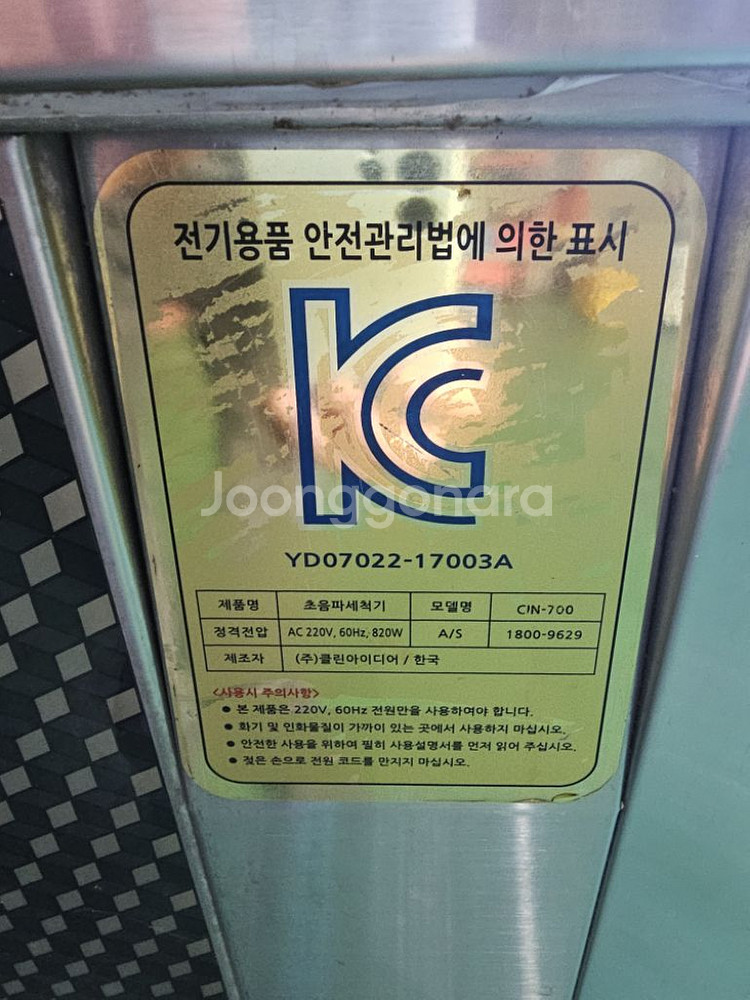 전기용품 안전관리법에 의한 표시
KC
Joonggonara
YD07022-17003A
제품명 초음파세척기 모델명 CIN-700
정격전압 AC 220V, 60Hz, 820W A/S 1800-9629
제조자 (주)클린아이디어 / 한국
<사용시 주의사항>
● 본 제품은 220V, 60Hz 전원만을 사용하여야 합니다.
● 화기 및 인화물질이 가까이 있는 곳에서 사용하지 마십시오.
● 안전한 사용을 위하여 필히 사용설명서를 먼저 읽어 주십시오.
● 젖은 손으로 전원 코드를 만지지 마십시오.